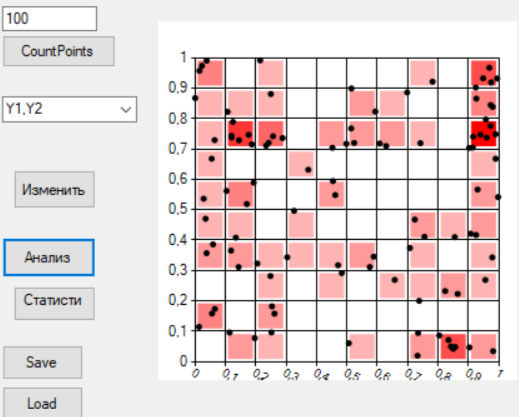 100
CountPoints
Y1,Y2
Изменить
Анализ
Статисти
Save
Load
1
0,9
0,8
0,7
0,6
0,5
0,4
0,3
0,2
0,1
0
0 0,1 0,2 0,3 0,4 0,5 0,6 0,7 0,8 0,9 1